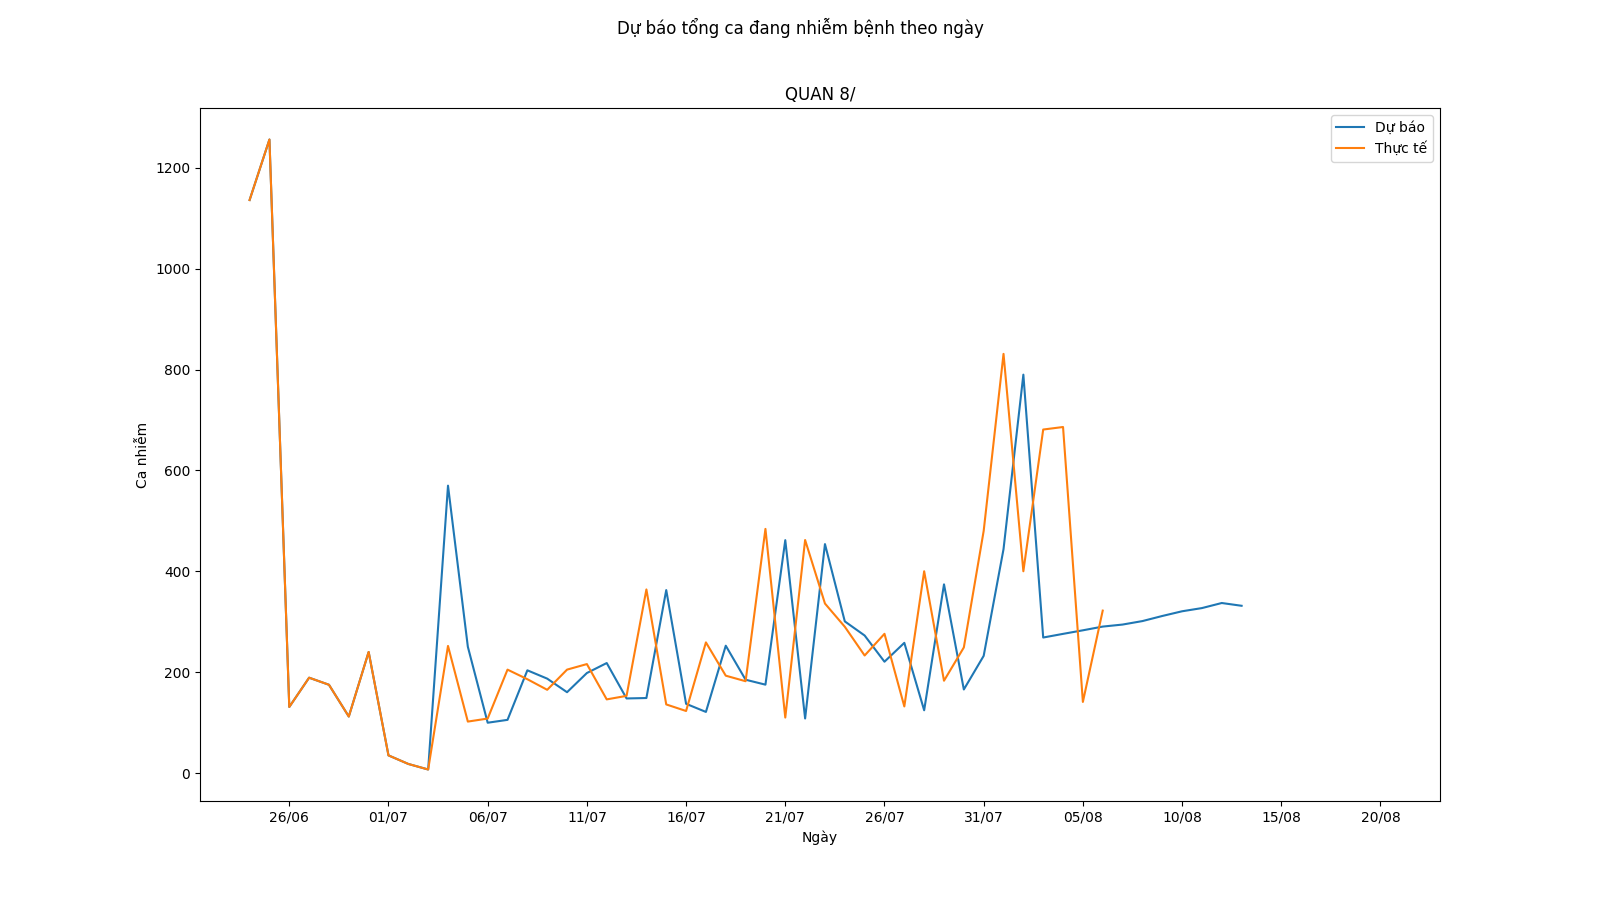 Dự báo tổng ca đang nhiễm bệnh theo ngày
QUAN 8/
Dự báo
Thực tế
Ca nhiễm
1200
1000
800
600
400
200
0
26/06 01/07 06/07 11/07 16/07 21/07 26/07 31/07 05/08 10/08 15/08 20/08
Ngày